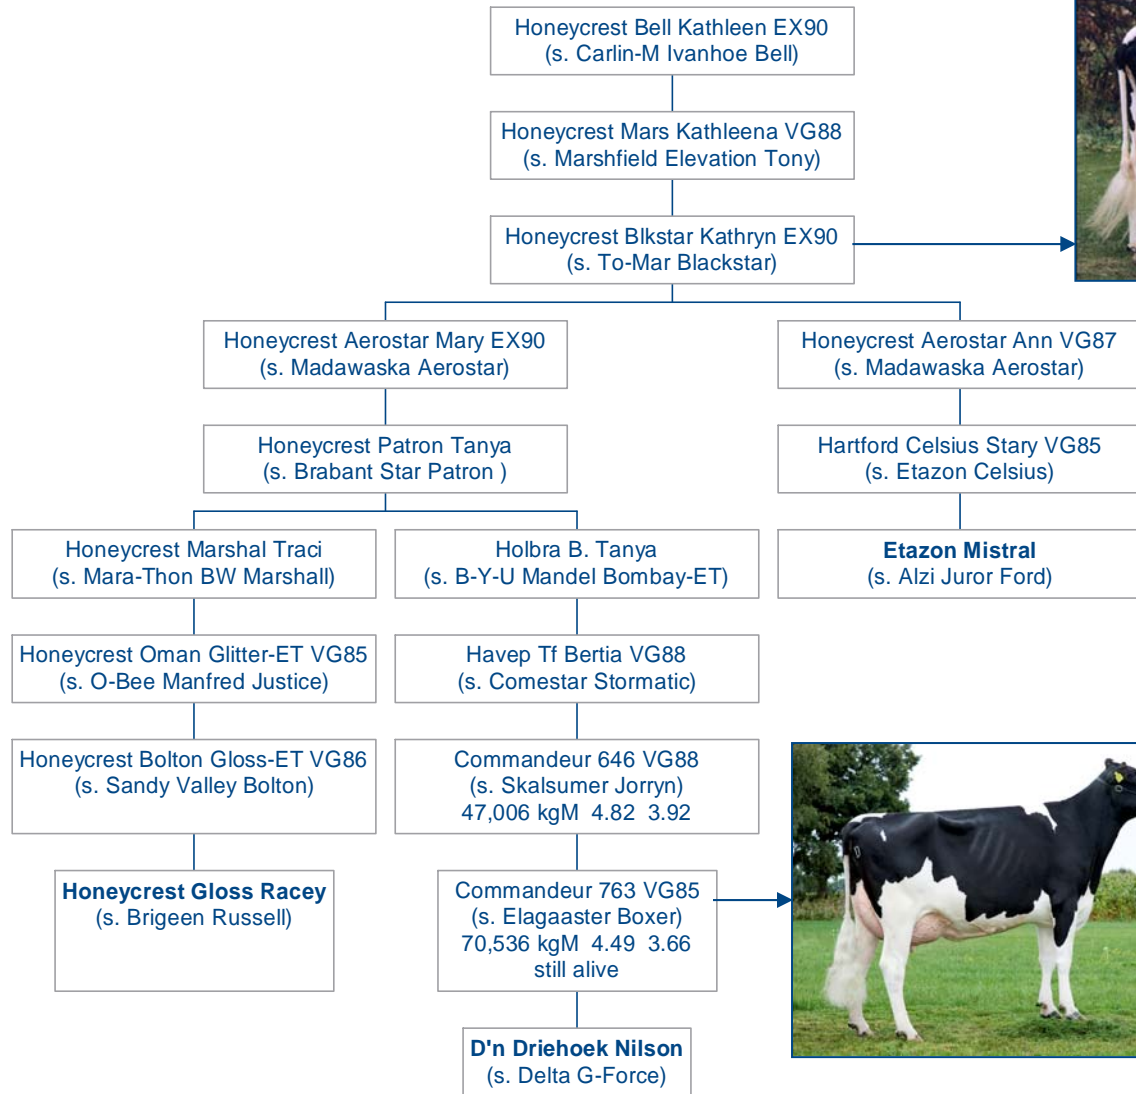 Honeycrest Bell Kathleen EX90
(s. Carlin-M Ivanhoe Bell)
Honeycrest Mars Kathleena VG88
(s. Marshfield Elevation Tony)
Honeycrest Blkstar Kathryn EX90
(s. To-Mar Blackstar)
Honeycrest Aerostar Mary EX90
(s. Madawaska Aerostar)
Honeycrest Aerostar Ann VG87
(s. Madawaska Aerostar)
Honeycrest Patron Tanya
(s. Brabant Star Patron )
Hartford Celsius Stary VG85
(s. Etazon Celsius)
Honeycrest Marshal Traci
(s. Mara-Thon BW Marshall)
Holbra B. Tanya
(s. B-Y-U Mandel Bombay-ET)
Etazon Mistral
(s. Alzi Juror Ford)
Honeycrest Oman Glitter-ET VG85
(s. O-Bee Manfred Justice)
Havep Tf Bertia VG88
(s. Comestar Stormatic)
Honeycrest Bolton Gloss-ET VG86
(s. Sandy Valley Bolton)
Commandeur 646 VG88
(s. Skalsumer Jorryn)
47,006 kgM 4.82 3.92
Honeycrest Gloss Racey
(s. Brigeen Russell)
Commandeur 763 VG85
(s. Elagaaster Boxer)
70,536 kgM 4.49 3.66
still alive
D'n Driehoek Nilson
(s. Delta G-Force)